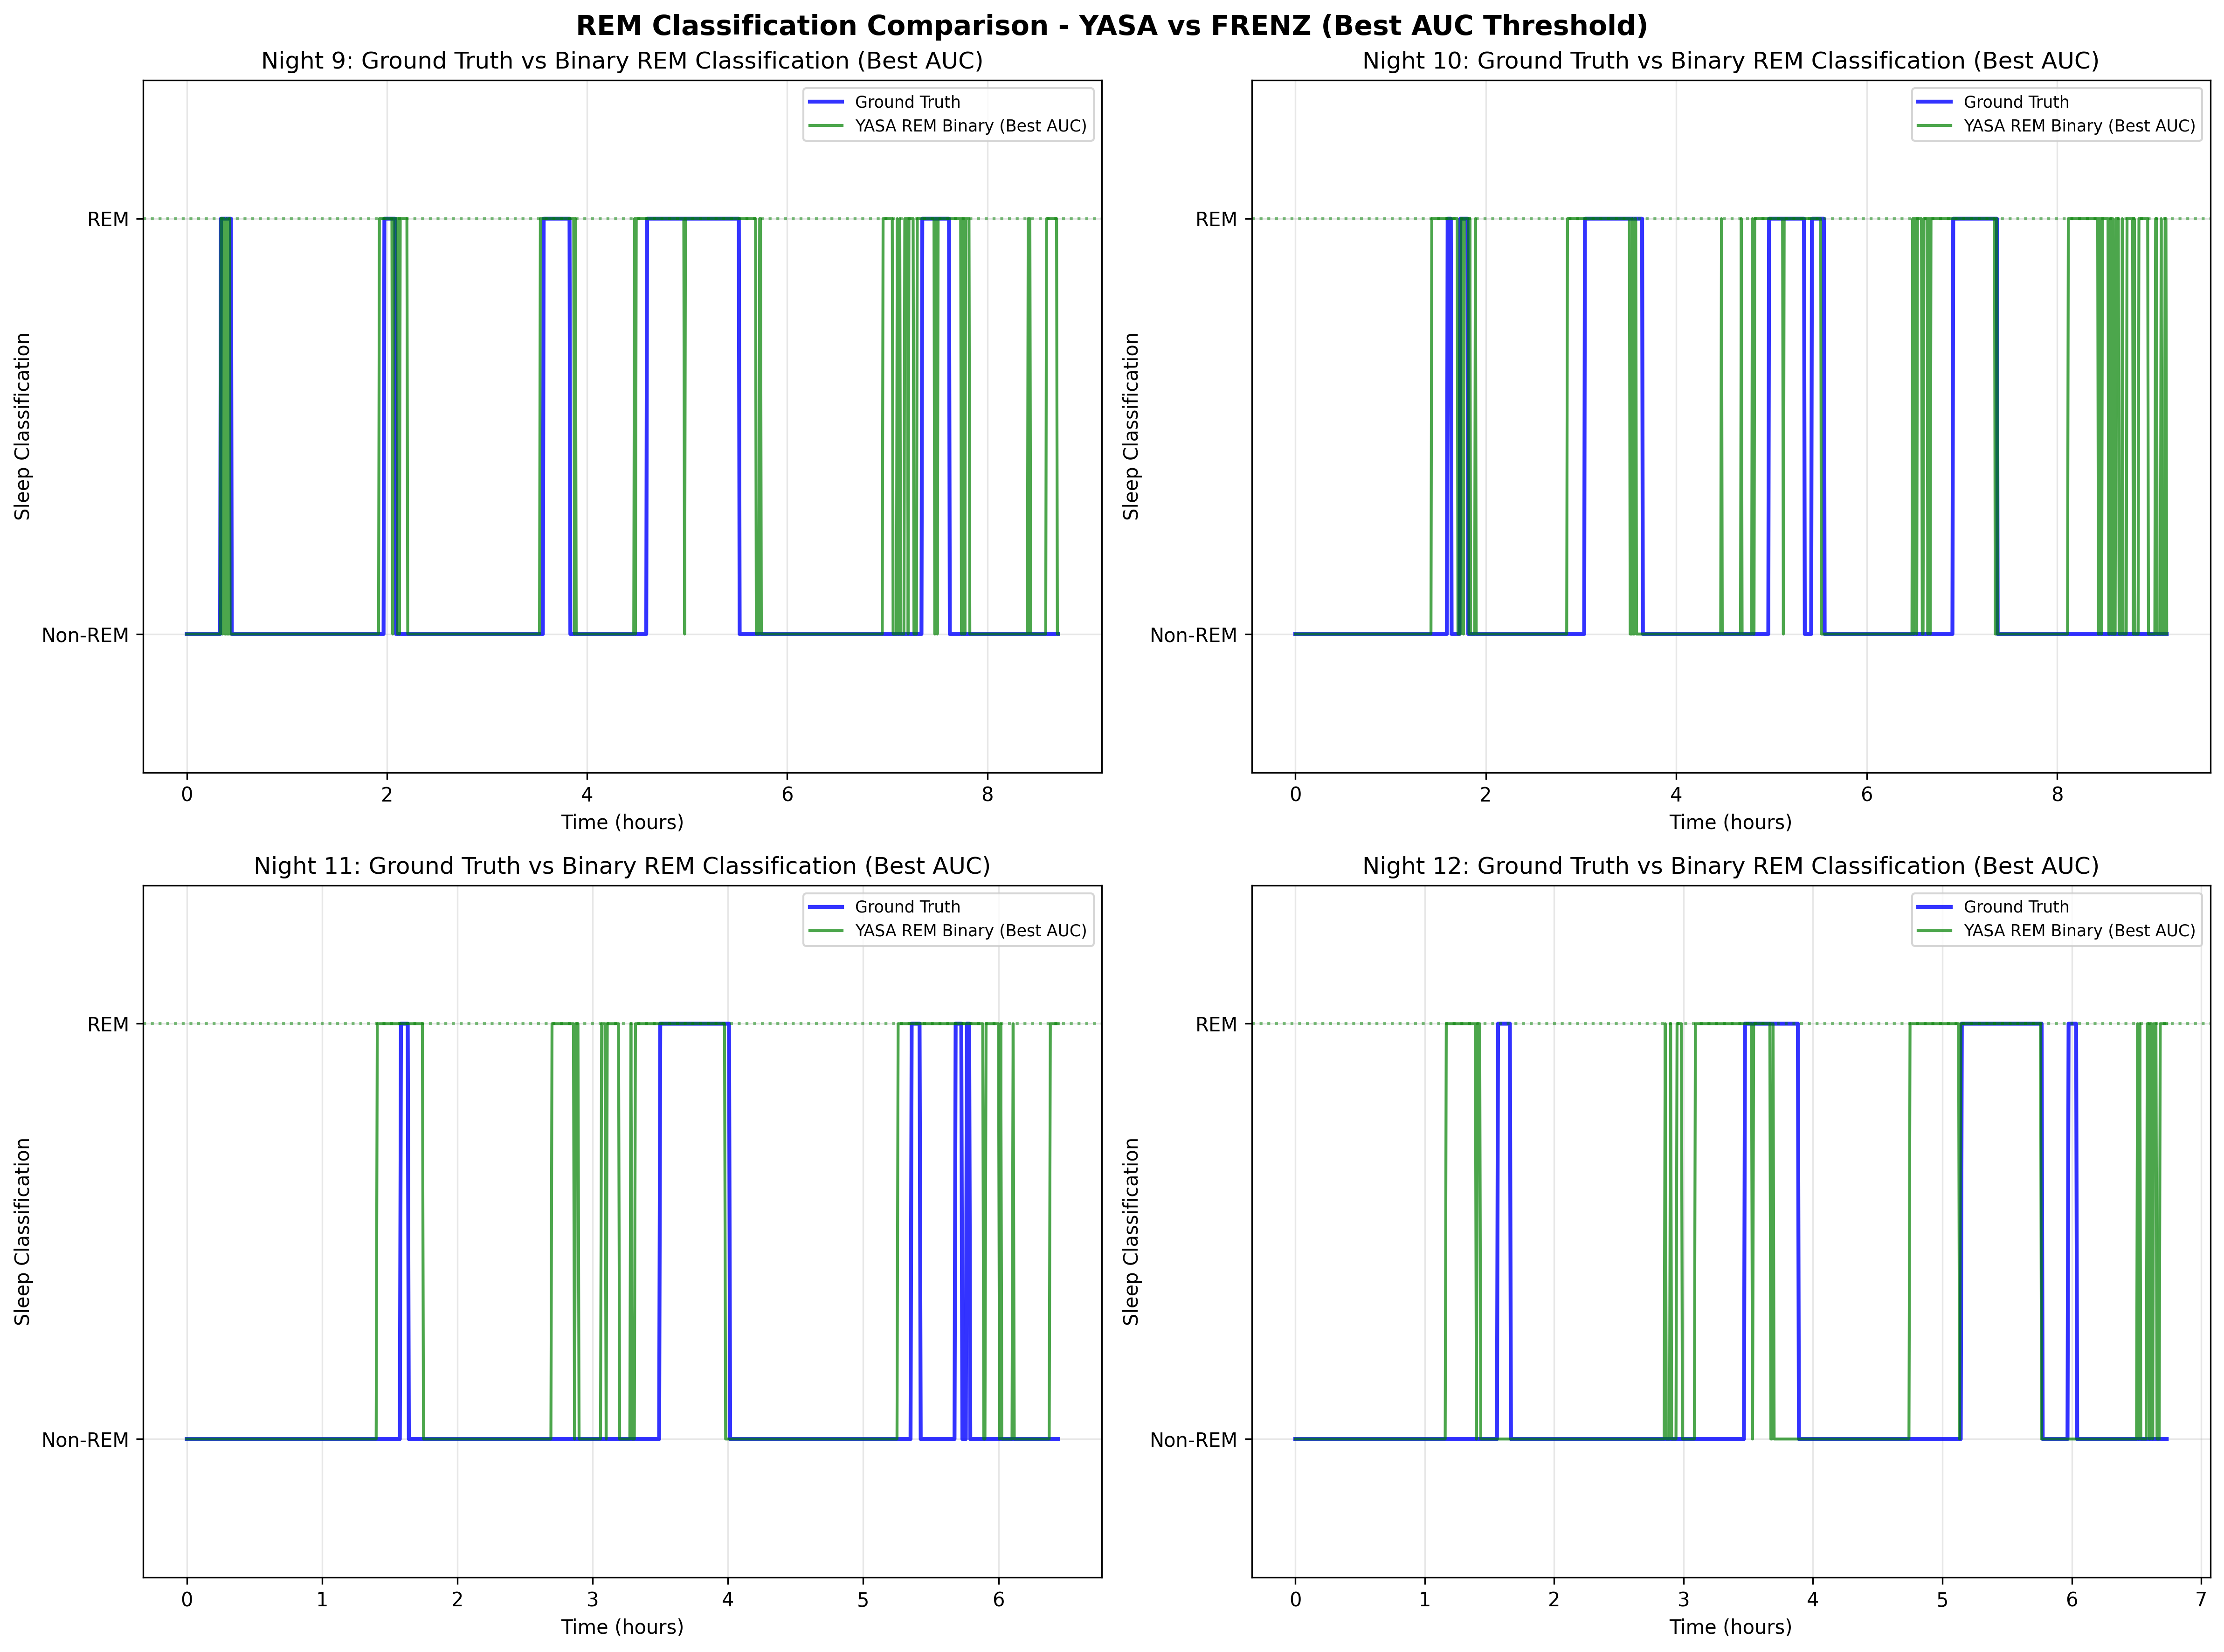 REM Classification Comparison - YASA vs FRENZ (Best AUC Threshold)
Night 9: Ground Truth vs Binary REM Classification (Best AUC)
Ground Truth
YASA REM Binary (Best AUC)
REM
Non-REM
Sleep Classification
0 2 4 6 8
Time (hours)
Night 10: Ground Truth vs Binary REM Classification (Best AUC)
Ground Truth
YASA REM Binary (Best AUC)
REM
Non-REM
Sleep Classification
0 2 4 6 8
Time (hours)
Night 11: Ground Truth vs Binary REM Classification (Best AUC)
Ground Truth
YASA REM Binary (Best AUC)
REM
Non-REM
Sleep Classification
0 1 2 3 4 5 6
Time (hours)
Night 12: Ground Truth vs Binary REM Classification (Best AUC)
Ground Truth
YASA REM Binary (Best AUC)
REM
Non-REM
Sleep Classification
0 1 2 3 4 5 6 7
Time (hours)